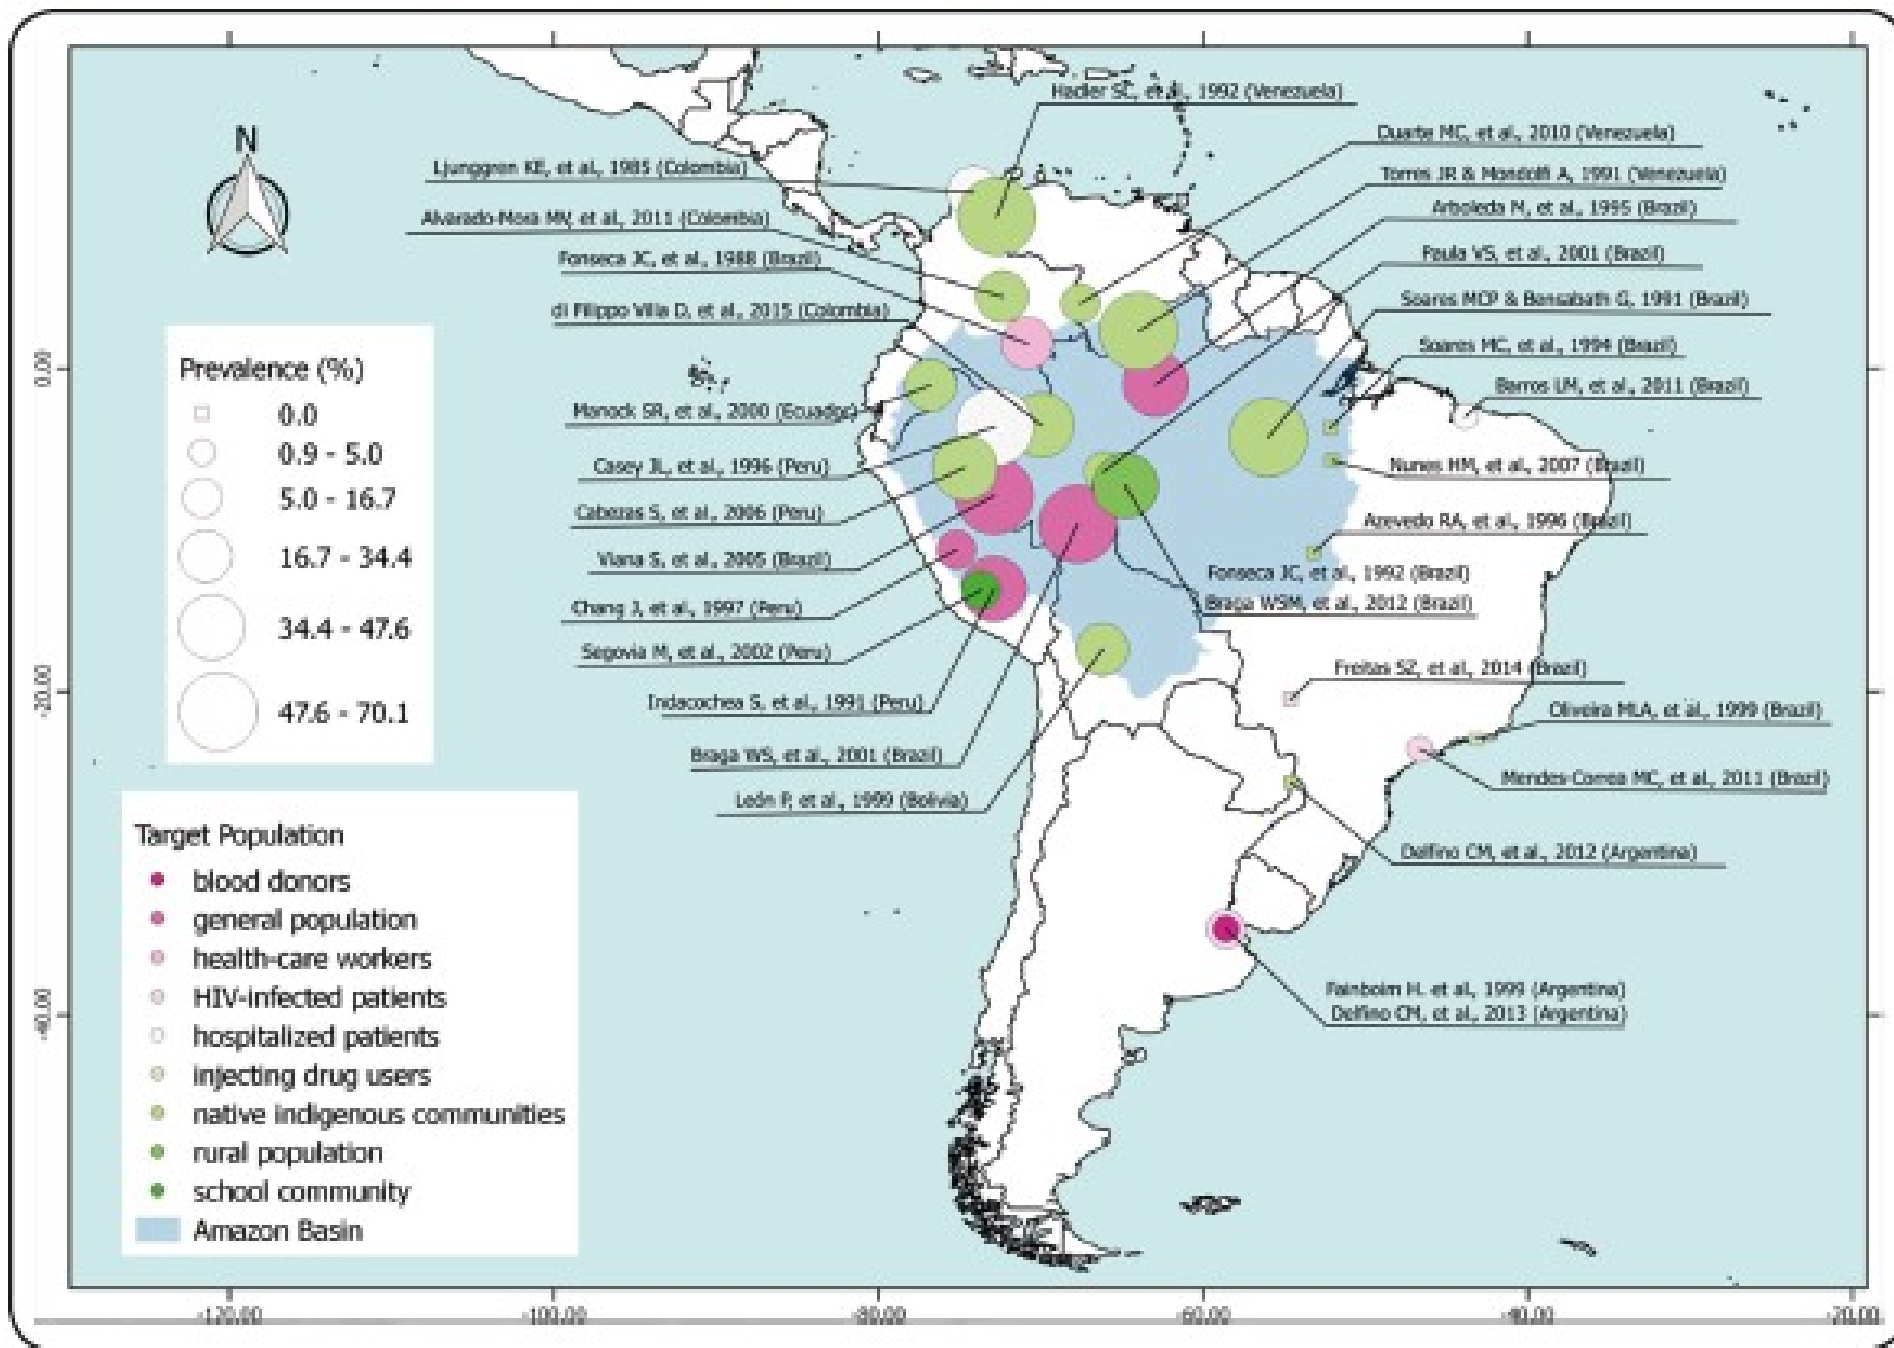 Hadler SC, et al., 1992 (Venezuela)
Duarte MC, et al., 2010 (Venezuela)
N
Ljunggren KE, et al., 1985 (Colombia)
Torres JR & Mondolfi A, 1991 (Venezuela)
Arboleda M, et al., 1995 (Brazil)
Alvarado-Mora MV, et al., 2011 (Colombia)
Fonseca JC, et al., 1988 (Brazil)
Paula VS, et al., 2001 (Brazil)
di Filippo Villa D, et al., 2015 (Colombia)
Soares MCP & Bensabath G, 1991 (Brazil)
Soares MC, et al., 1994 (Brazil)
Barros LM, et al., 2011 (Brazil)
Manock SR, et al., 2000 (Ecuador)
Casey JL, et al., 1996 (Peru)
Nunes HM, et al., 2007 (Brazil)
Cabezas S, et al., 2006 (Peru)
Azevedo RA, et al., 1996 (Brazil)
Viana S, et al., 2005 (Brazil)
Fonseca JC, et al., 1992 (Brazil)
Braga WSM, et al., 2012 (Brazil)
Chang J, et al., 1997 (Peru)
Segovia M, et al., 2002 (Peru)
Freitas SZ, et al., 2014 (Brazil)
Indacochea S, et al., 1991 (Peru)
Oliveira MLA, et al., 1999 (Brazil)
Braga WS, et al., 2001 (Brazil)
Mendes-Correa MC, et al., 2011 (Brazil)
León P, et al., 1999 (Bolivia)
Delfino CM, et al., 2012 (Argentina)
Fainboim H. et al., 1999 (Argentina)
Delfino CM, et al., 2013 (Argentina)
Prevalence (%)
0.0
0.9 - 5.0
5.0 - 16.7
16.7 - 34.4
34.4 - 47.6
47.6 - 70.1
Target Population
blood donors
general population
health-care workers
HIV-infected patients
hospitalized patients
injecting drug users
native indigenous communities
rural population
school community
Amazon Basin
0.00
-20.00
-40.00
-120.00 -100.00 -80.00 -60.00 -40.00 -20.00